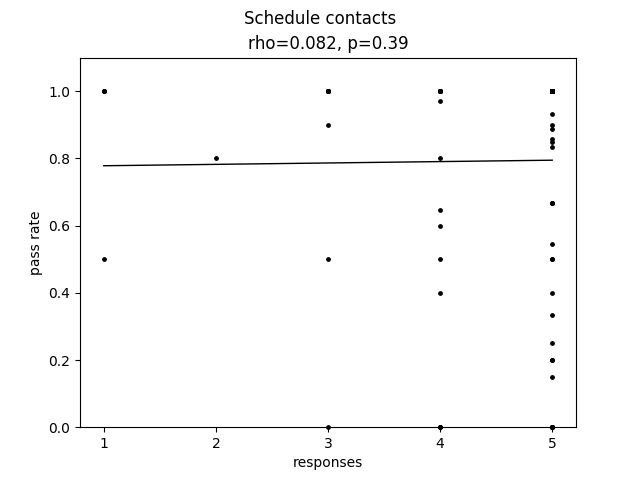 Schedule contacts
rho=0.082, p=0.39
1.0
0.8
0.6
0.4
0.2
0.0
pass rate
1 2 3 4 5
responses